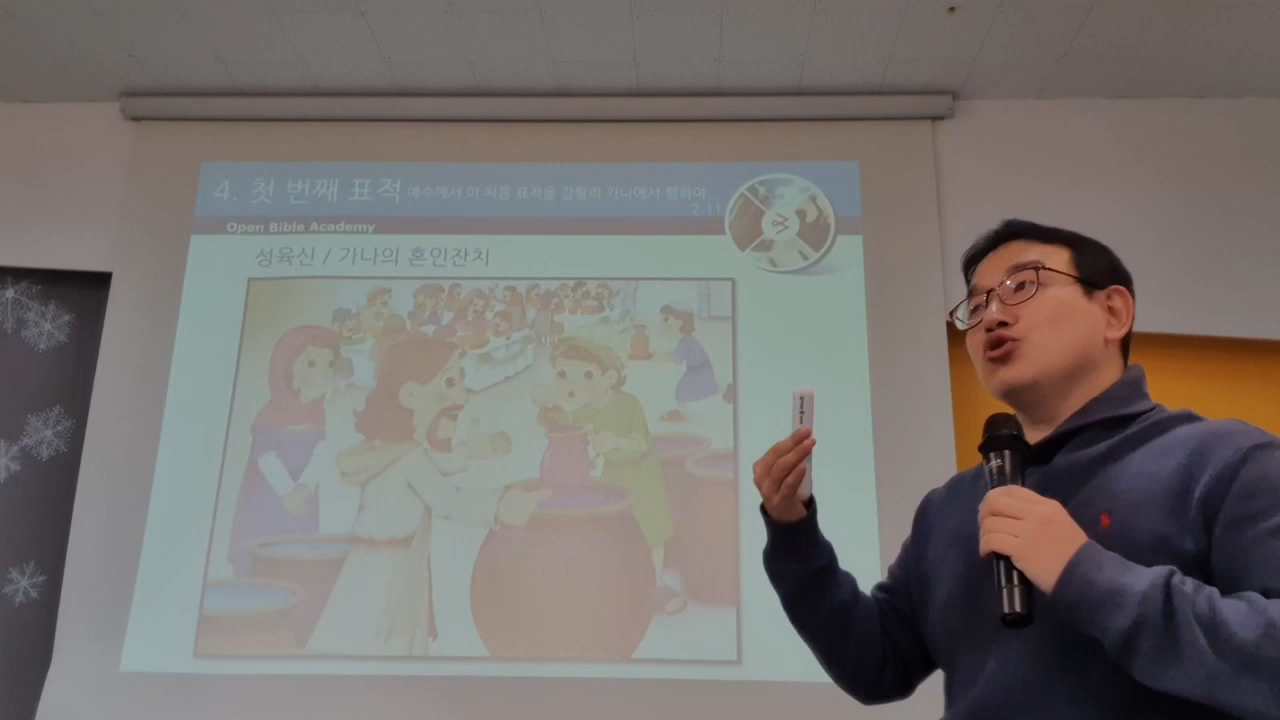 4. 첫 번째 표적 예수께서 이 처음 표적을 갈릴리 가나에서 행하여
2:11
Open Bible Academy
성육신 / 가나의 혼인잔치